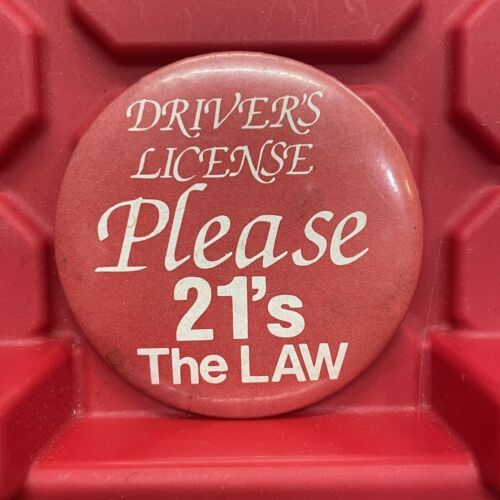 DRIVER'S
LICENSE
Please
21's
The LAW